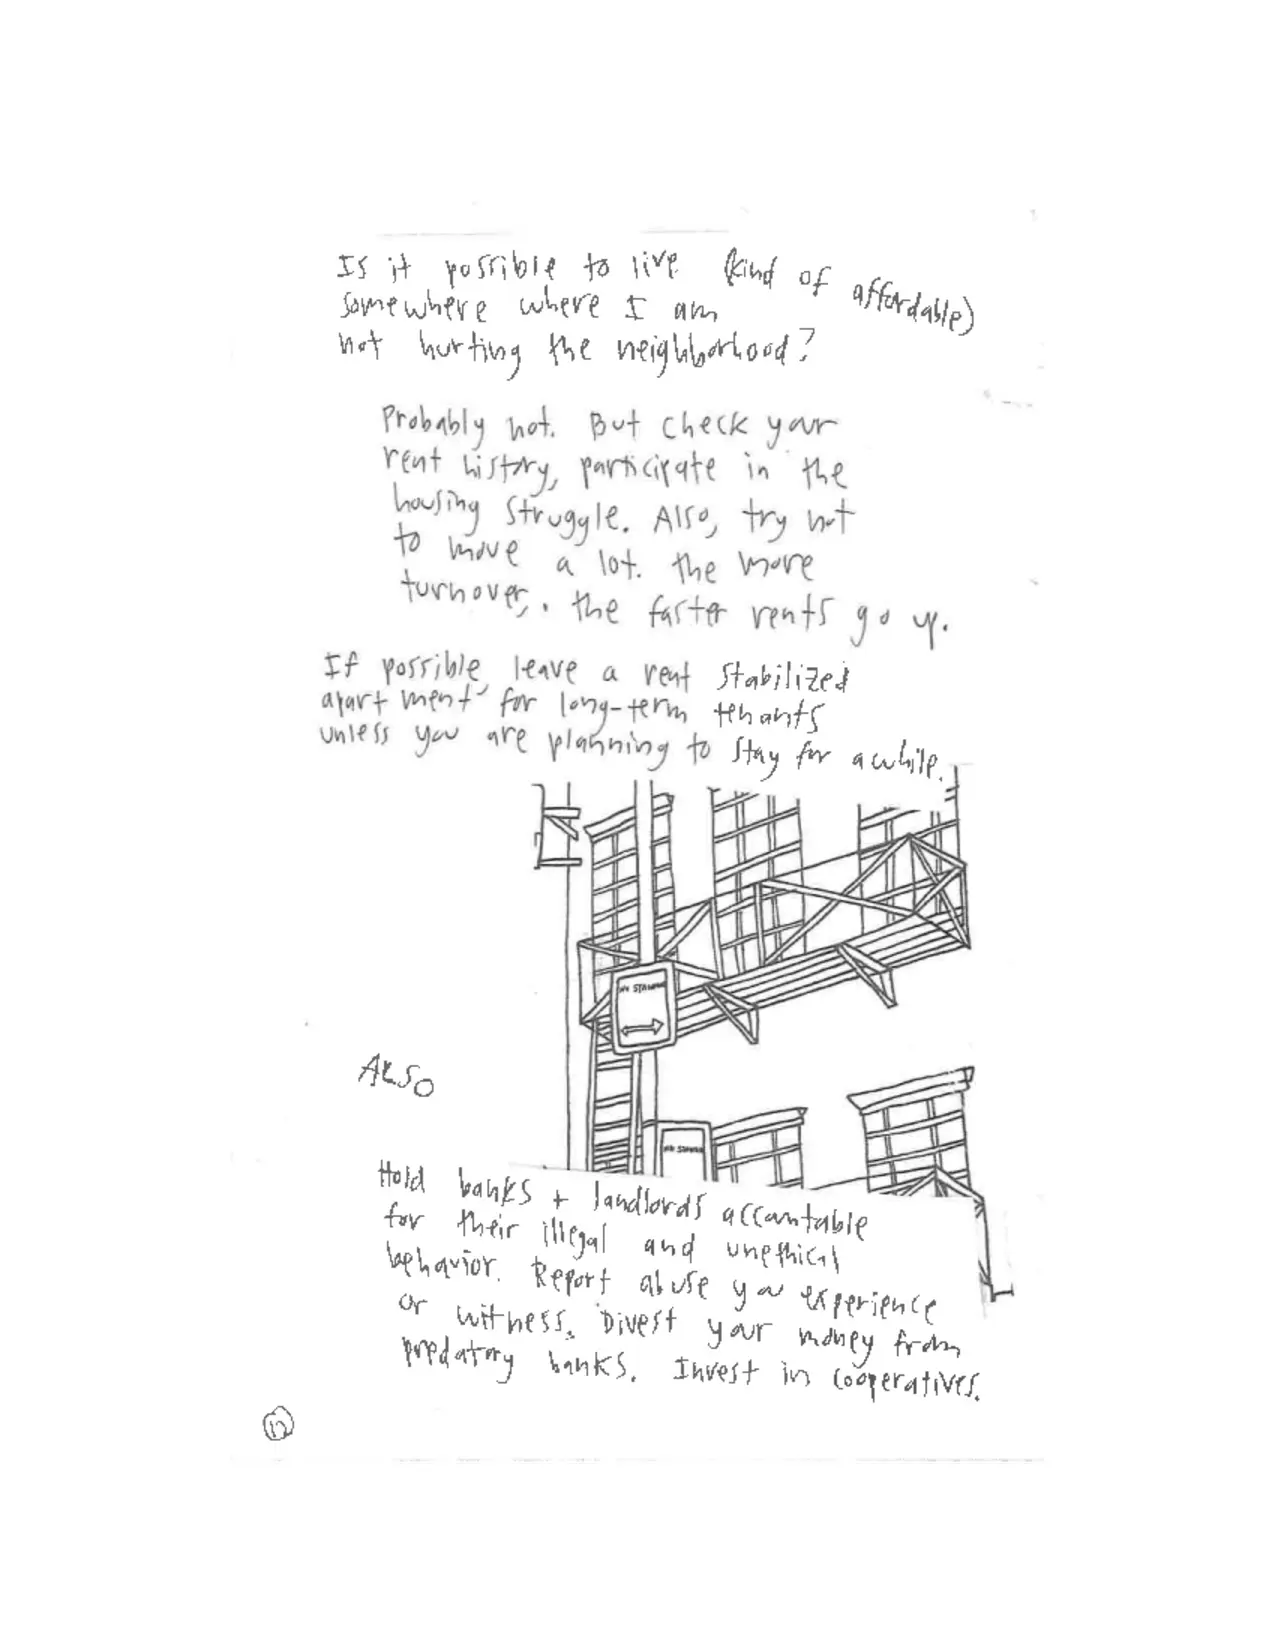 Is it possible to live (kind of affordable)
somewhere where I am
not hurting the neighborhood?
Probably not. But check your
rent history, participate in the
housing struggle. Also, try not
to move a lot. the more
turnover, the faster rents go up.
If possible leave a rent stabilized
apartment for long-term tenants
unless you are planning to stay for a while.
NO STANDING
ALSO
NO STANDING
Hold banks + landlords accountable
for their illegal and unethical
behavior. Report abuse you experience
or witness. Divest your money from
predatory banks. Invest in cooperatives.